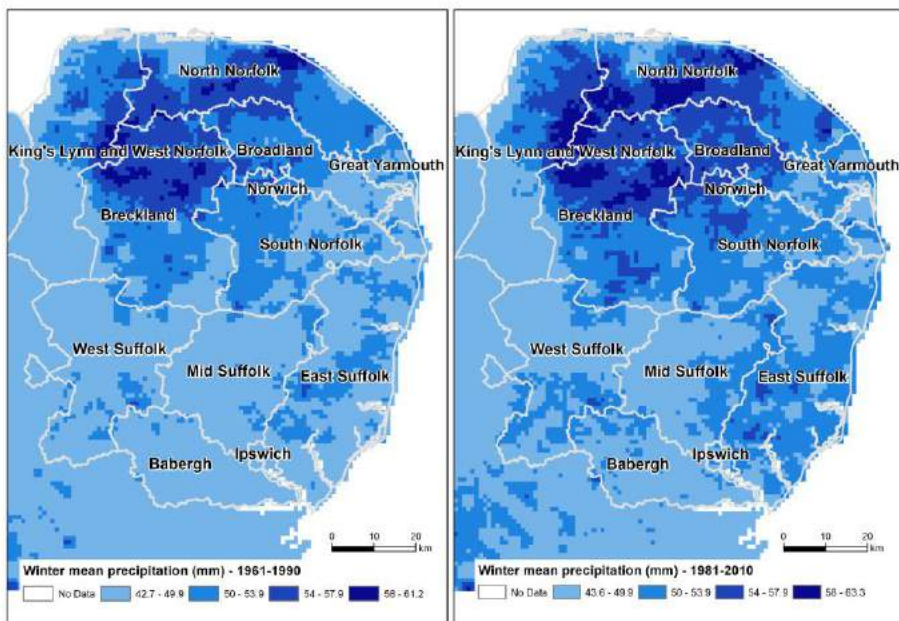 North Norfolk
King's Lynn and West Norfolk
Broadland
Great Yarmouth
Norwich
Breckland
South Norfolk
West Suffolk
Mid Suffolk
East Suffolk
Ipswich
Babergh
0 10 20
km
Winter mean precipitation (mm) - 1961-1990
No Data 42.7 - 49.9 50 - 53.9 54 - 57.9 58 - 61.2
North Norfolk
King's Lynn and West Norfolk
Broadland
Great Yarmouth
Norwich
Breckland
South Norfolk
West Suffolk
Mid Suffolk
East Suffolk
Ipswich
Babergh
0 10 20
km
Winter mean precipitation (mm) - 1981-2010
No Data 43.6 - 49.9 50 - 53.9 54 - 57.9 58 - 63.3